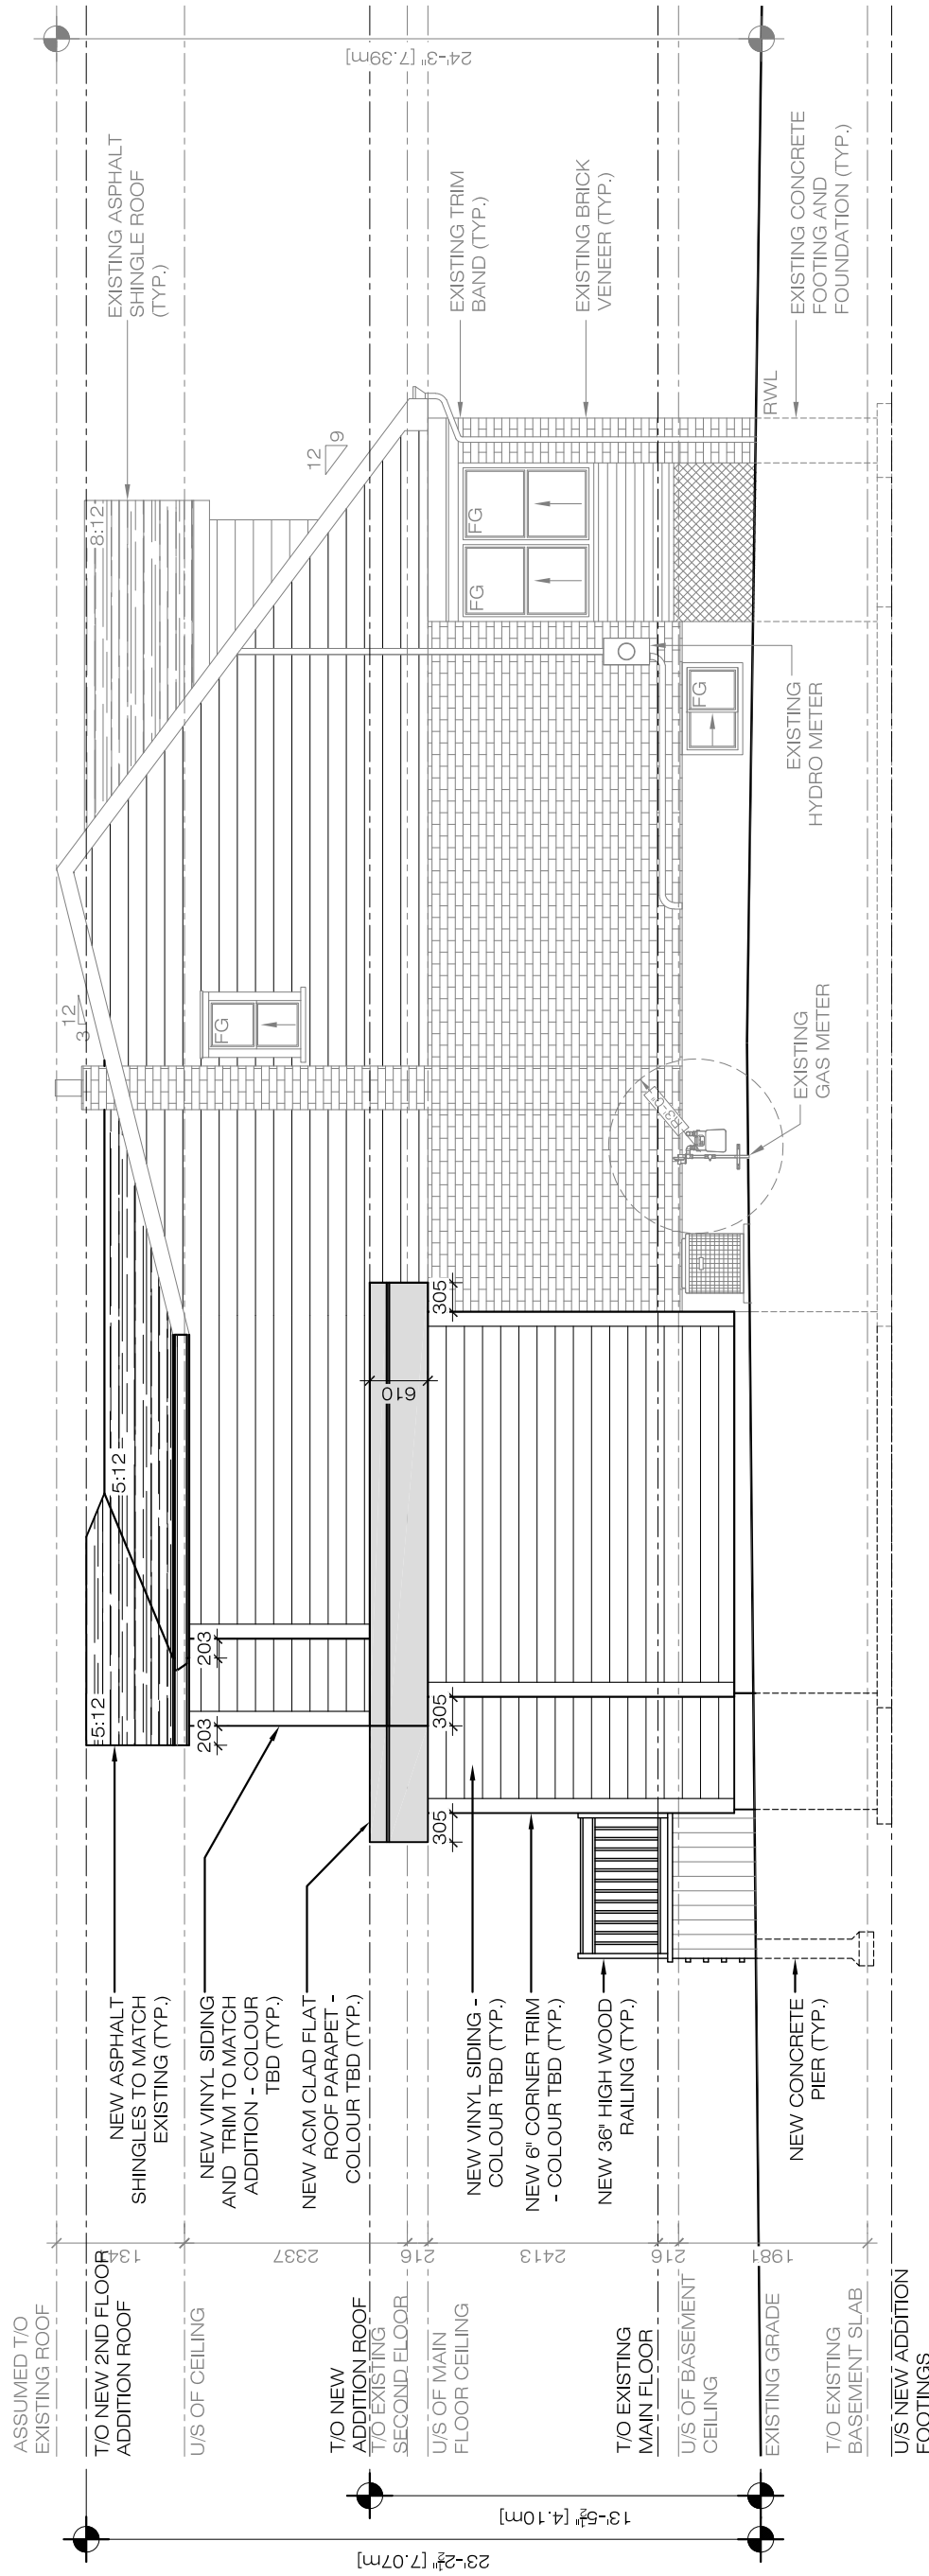 ASSUMED T/O
EXISTING ROOF
T/O NEW 2ND FLOOR
ADDITION ROOF
U/S OF CEILING
T/O NEW
ADDITION ROOF
T/O EXISTING
SECOND FLOOR
U/S OF MAIN
FLOOR CEILING
T/O EXISTING
MAIN FLOOR
U/S OF BASEMENT
CEILING
EXISTING GRADE
T/O EXISTING
BASEMENT SLAB
U/S NEW ADDITION
FOOTINGS
23'-2½" [7.07m]
13'-5½" [4.10m]
1347
2337
216
2413
216
1981
NEW ASPHALT
SHINGLES TO MATCH
EXISTING (TYP.)
NEW VINYL SIDING
AND TRIM TO MATCH
ADDITION - COLOUR
TBD (TYP.)
NEW ACM CLAD FLAT
ROOF PARAPET -
COLOUR TBD (TYP.)
NEW VINYL SIDING -
COLOUR TBD (TYP.)
NEW 6" CORNER TRIM
- COLOUR TBD (TYP.)
NEW 36" HIGH WOOD
RAILING (TYP.)
NEW CONCRETE
PIER (TYP.)
5:12
5:12
203
203
305
305
305
610
3
12
FG
R3'-0"
EXISTING
GAS METER
EXISTING
HYDRO METER
FG
FG
FG
12
9
8:12
RWL
EXISTING ASPHALT
SHINGLE ROOF
(TYP.)
EXISTING TRIM
BAND (TYP.)
EXISTING BRICK
VENEER (TYP.)
EXISTING CONCRETE
FOOTING AND
FOUNDATION (TYP.)
24'-3" [7.39m]